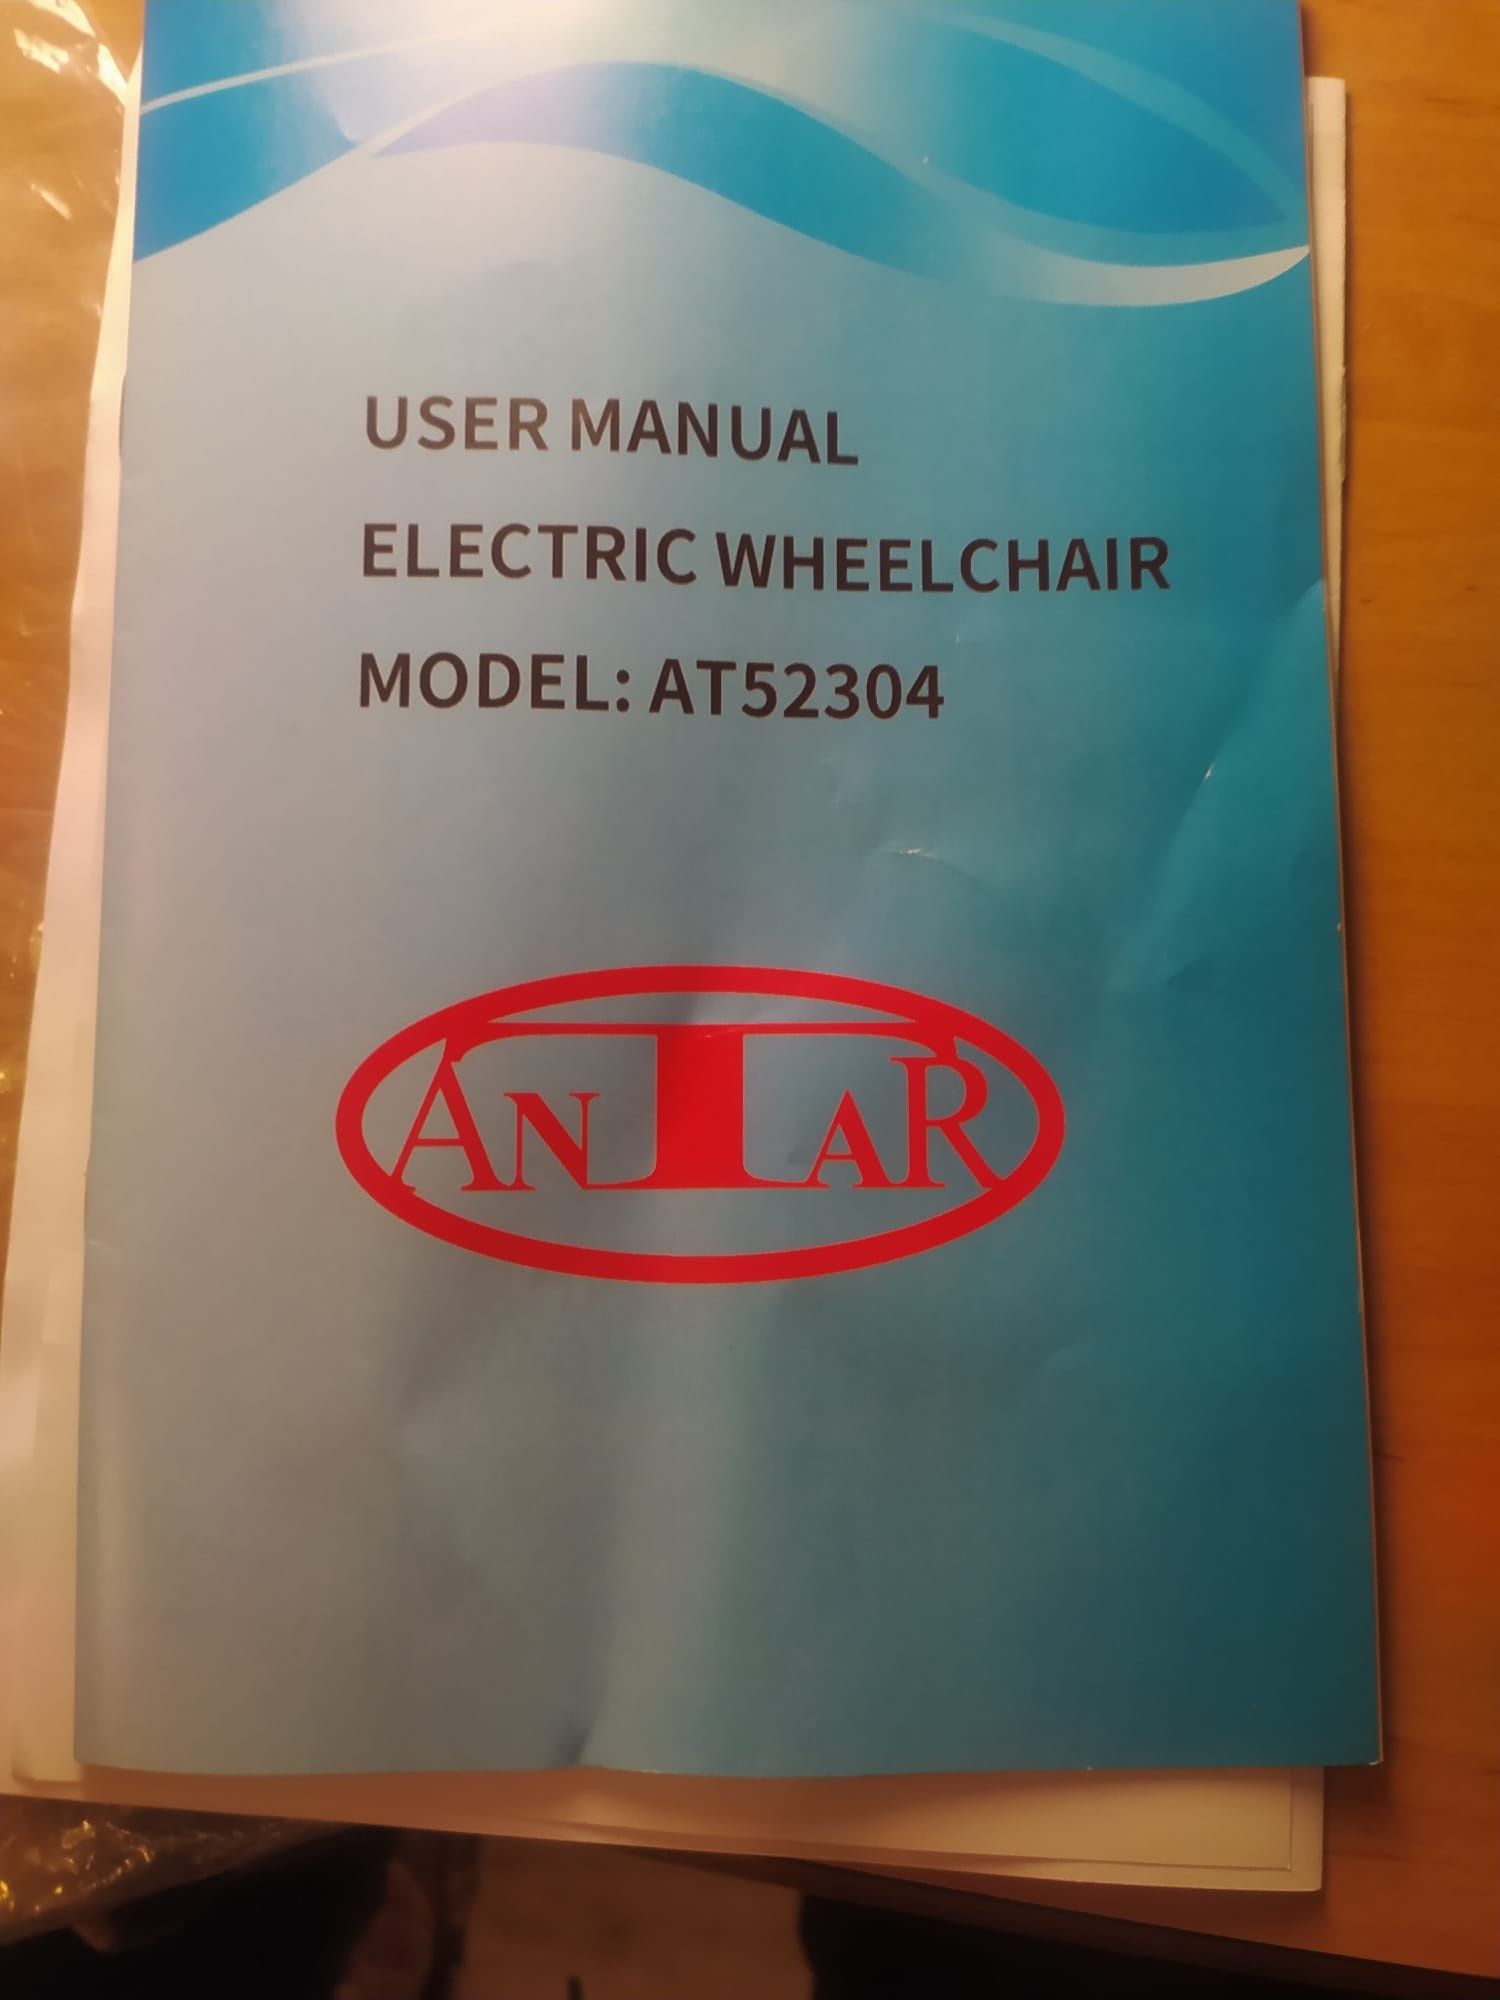 USER MANUAL
ELECTRIC WHEELCHAIR
MODEL: AT52304
ANTAR